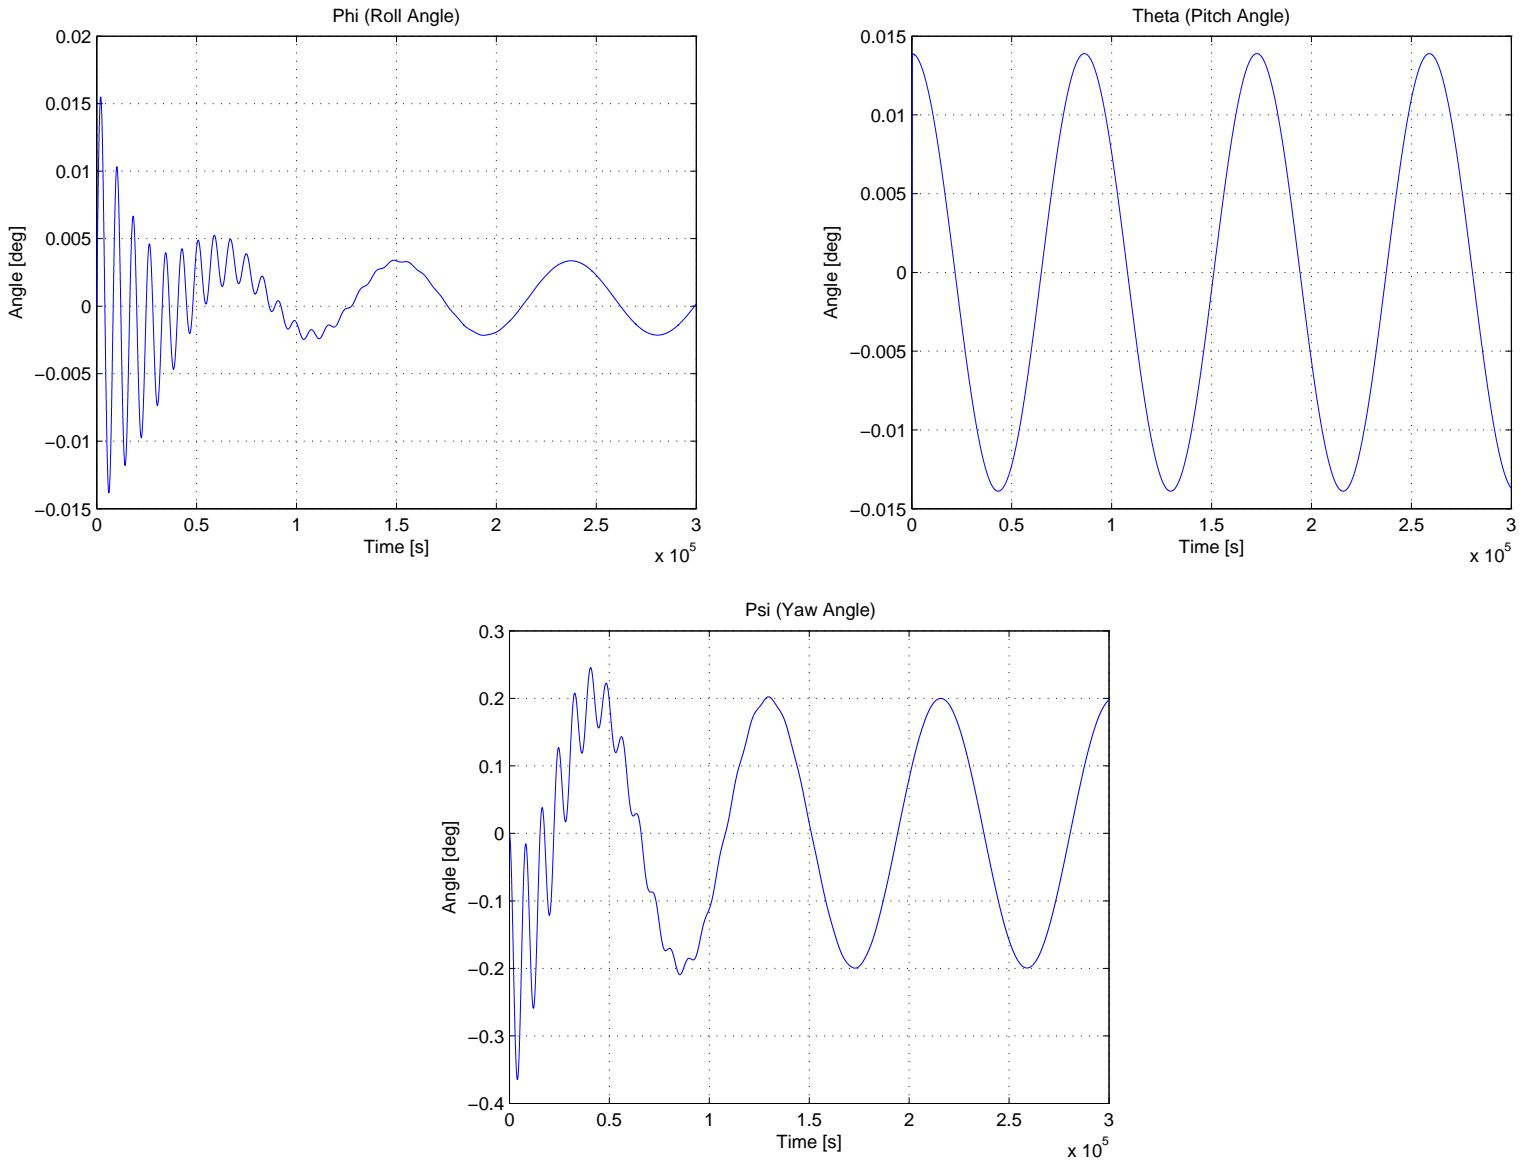 Phi (Roll Angle)
0.02
0.015
0.01
0.005
0
−0.005
−0.01
−0.015
Angle [deg]
0 0.5 1 1.5 2 2.5 3
Time [s]
x 10^5
Theta (Pitch Angle)
0.015
0.01
0.005
0
−0.005
−0.01
−0.015
Angle [deg]
0 0.5 1 1.5 2 2.5 3
Time [s]
x 10^5
Psi (Yaw Angle)
0.3
0.2
0.1
0
−0.1
−0.2
−0.3
−0.4
Angle [deg]
0 0.5 1 1.5 2 2.5 3
Time [s]
x 10^5